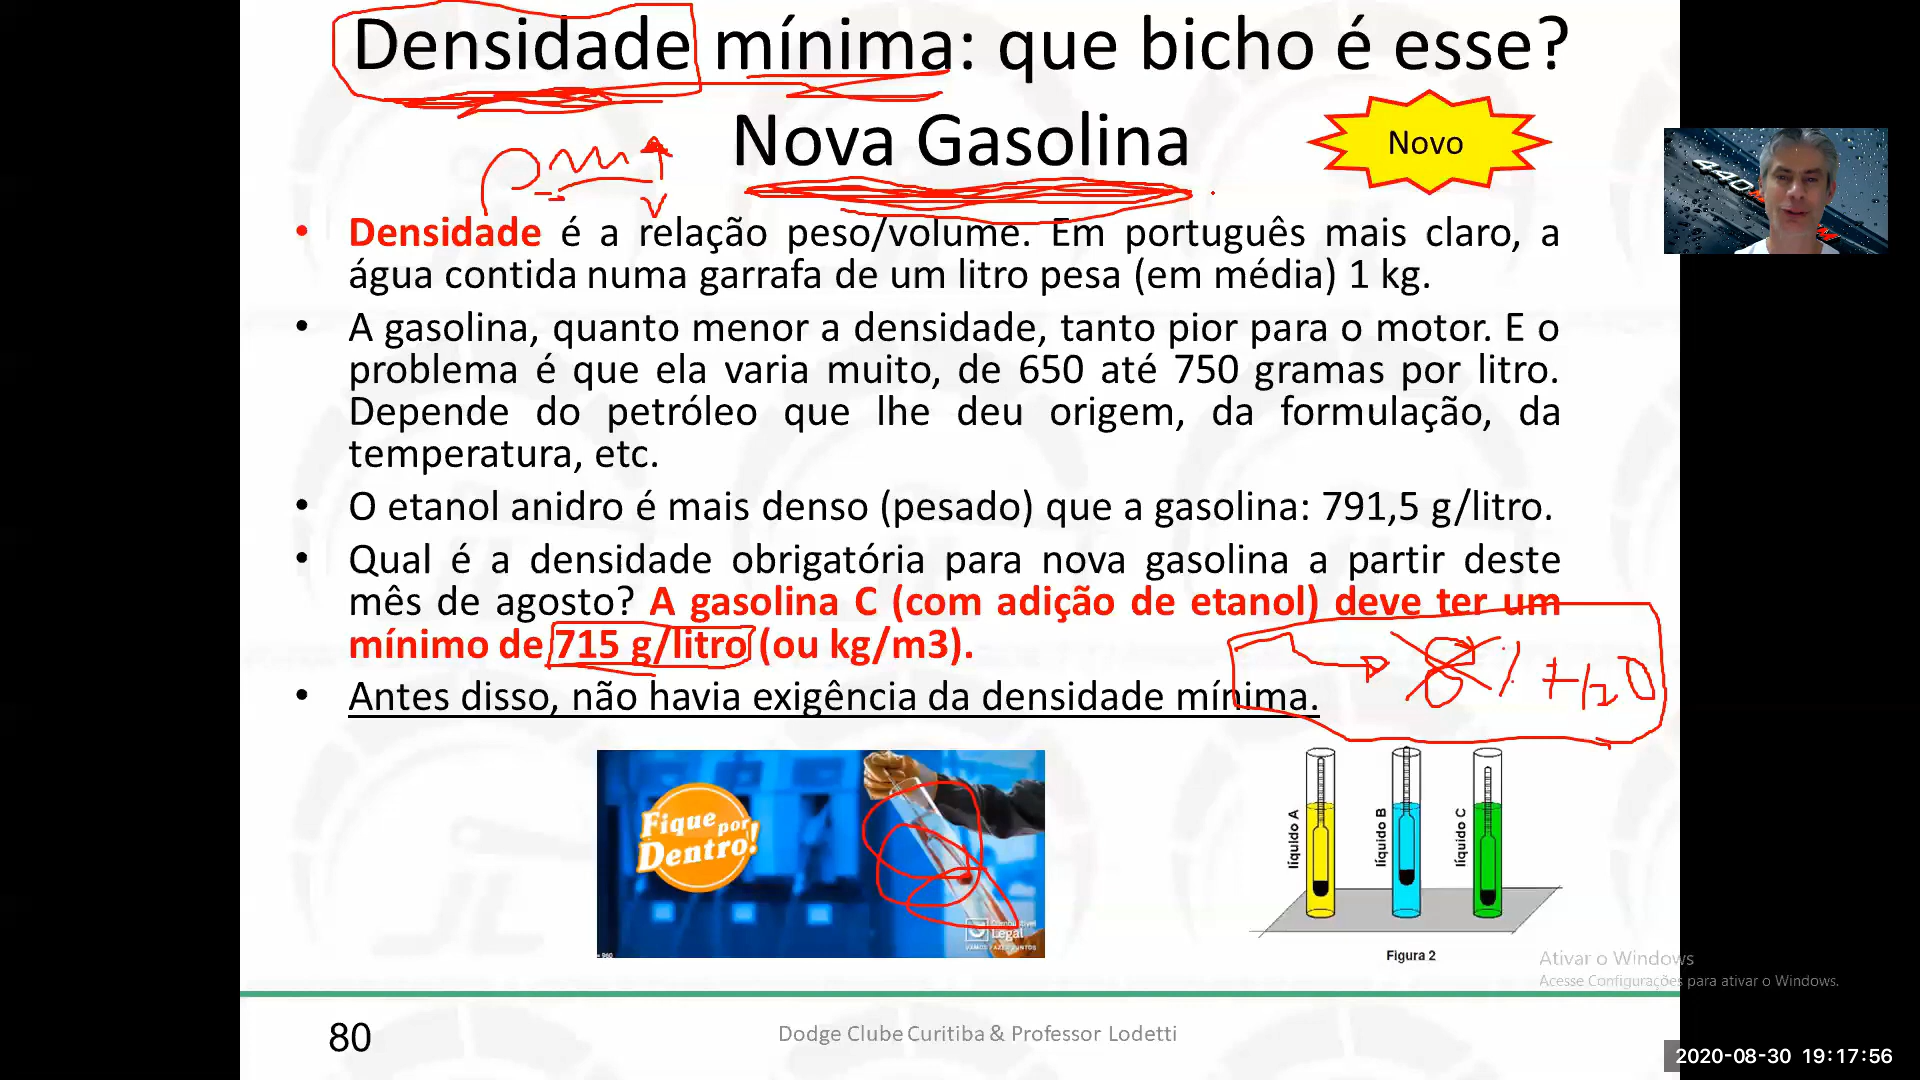 Densidade mínima: que bicho é esse?
Nova Gasolina
Novo
440
• Densidade é a relação peso/volume. Em português mais claro, a
água contida numa garrafa de um litro pesa (em média) 1 kg.
• A gasolina, quanto menor a densidade, tanto pior para o motor. E o
problema é que ela varia muito, de 650 até 750 gramas por litro.
Depende do petróleo que lhe deu origem, da formulação, da
temperatura, etc.
• O etanol anidro é mais denso (pesado) que a gasolina: 791,5 g/litro.
• Qual é a densidade obrigatória para nova gasolina a partir deste
mês de agosto? A gasolina C (com adição de etanol) deve ter um
mínimo de 715 g/litro (ou kg/m3).
8% H2O
• Antes disso, não havia exigência da densidade mínima.
Fique por
Dentro!
Legal
líquido A
líquido B
líquido C
Figura 2
Ativar o Windows
Acesse Configurações para ativar o Windows.
80
Dodge Clube Curitiba & Professor Lodetti
2020-08-30 19:17:56